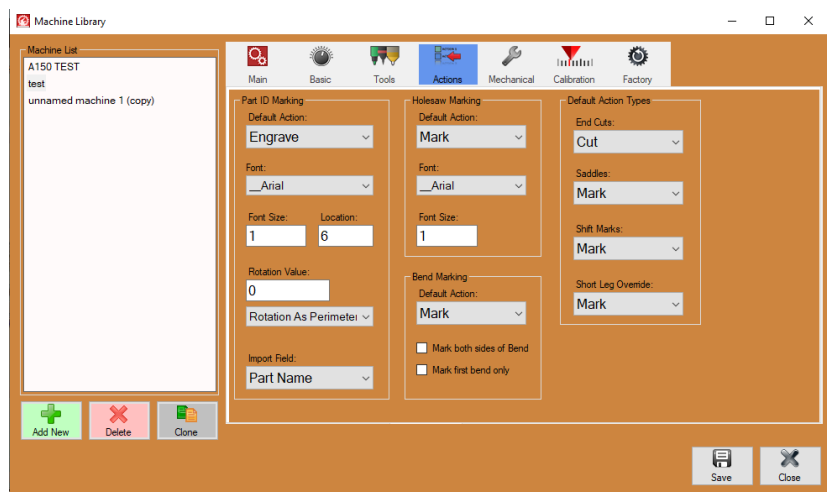 Machine Library
Machine List
A150 TEST
test
unnamed machine 1 (copy)
Add New
Delete
Clone
Main
Basic
Tools
Actions
Mechanical
Calibration
Factory
Part ID Marking
Default Action:
Engrave
Font:
__Arial
Font Size: Location:
1 6
Rotation Value:
0
Rotation As Perimeter
Import Field:
Part Name
Holesaw Marking
Default Action:
Mark
Font:
__Arial
Font Size:
1
Bend Marking
Default Action:
Mark
Mark both sides of Bend
Mark first bend only
Default Action Types
End Cuts:
Cut
Saddles:
Mark
Shift Marks:
Mark
Short Leg Override:
Mark
Save
Close